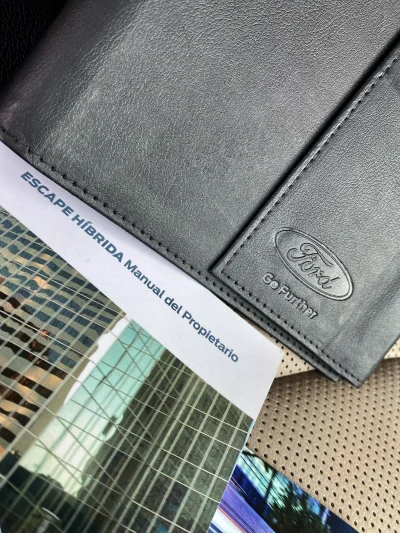 ESCAPE HÍBRIDA Manual del Propietario
Ford
Go Further